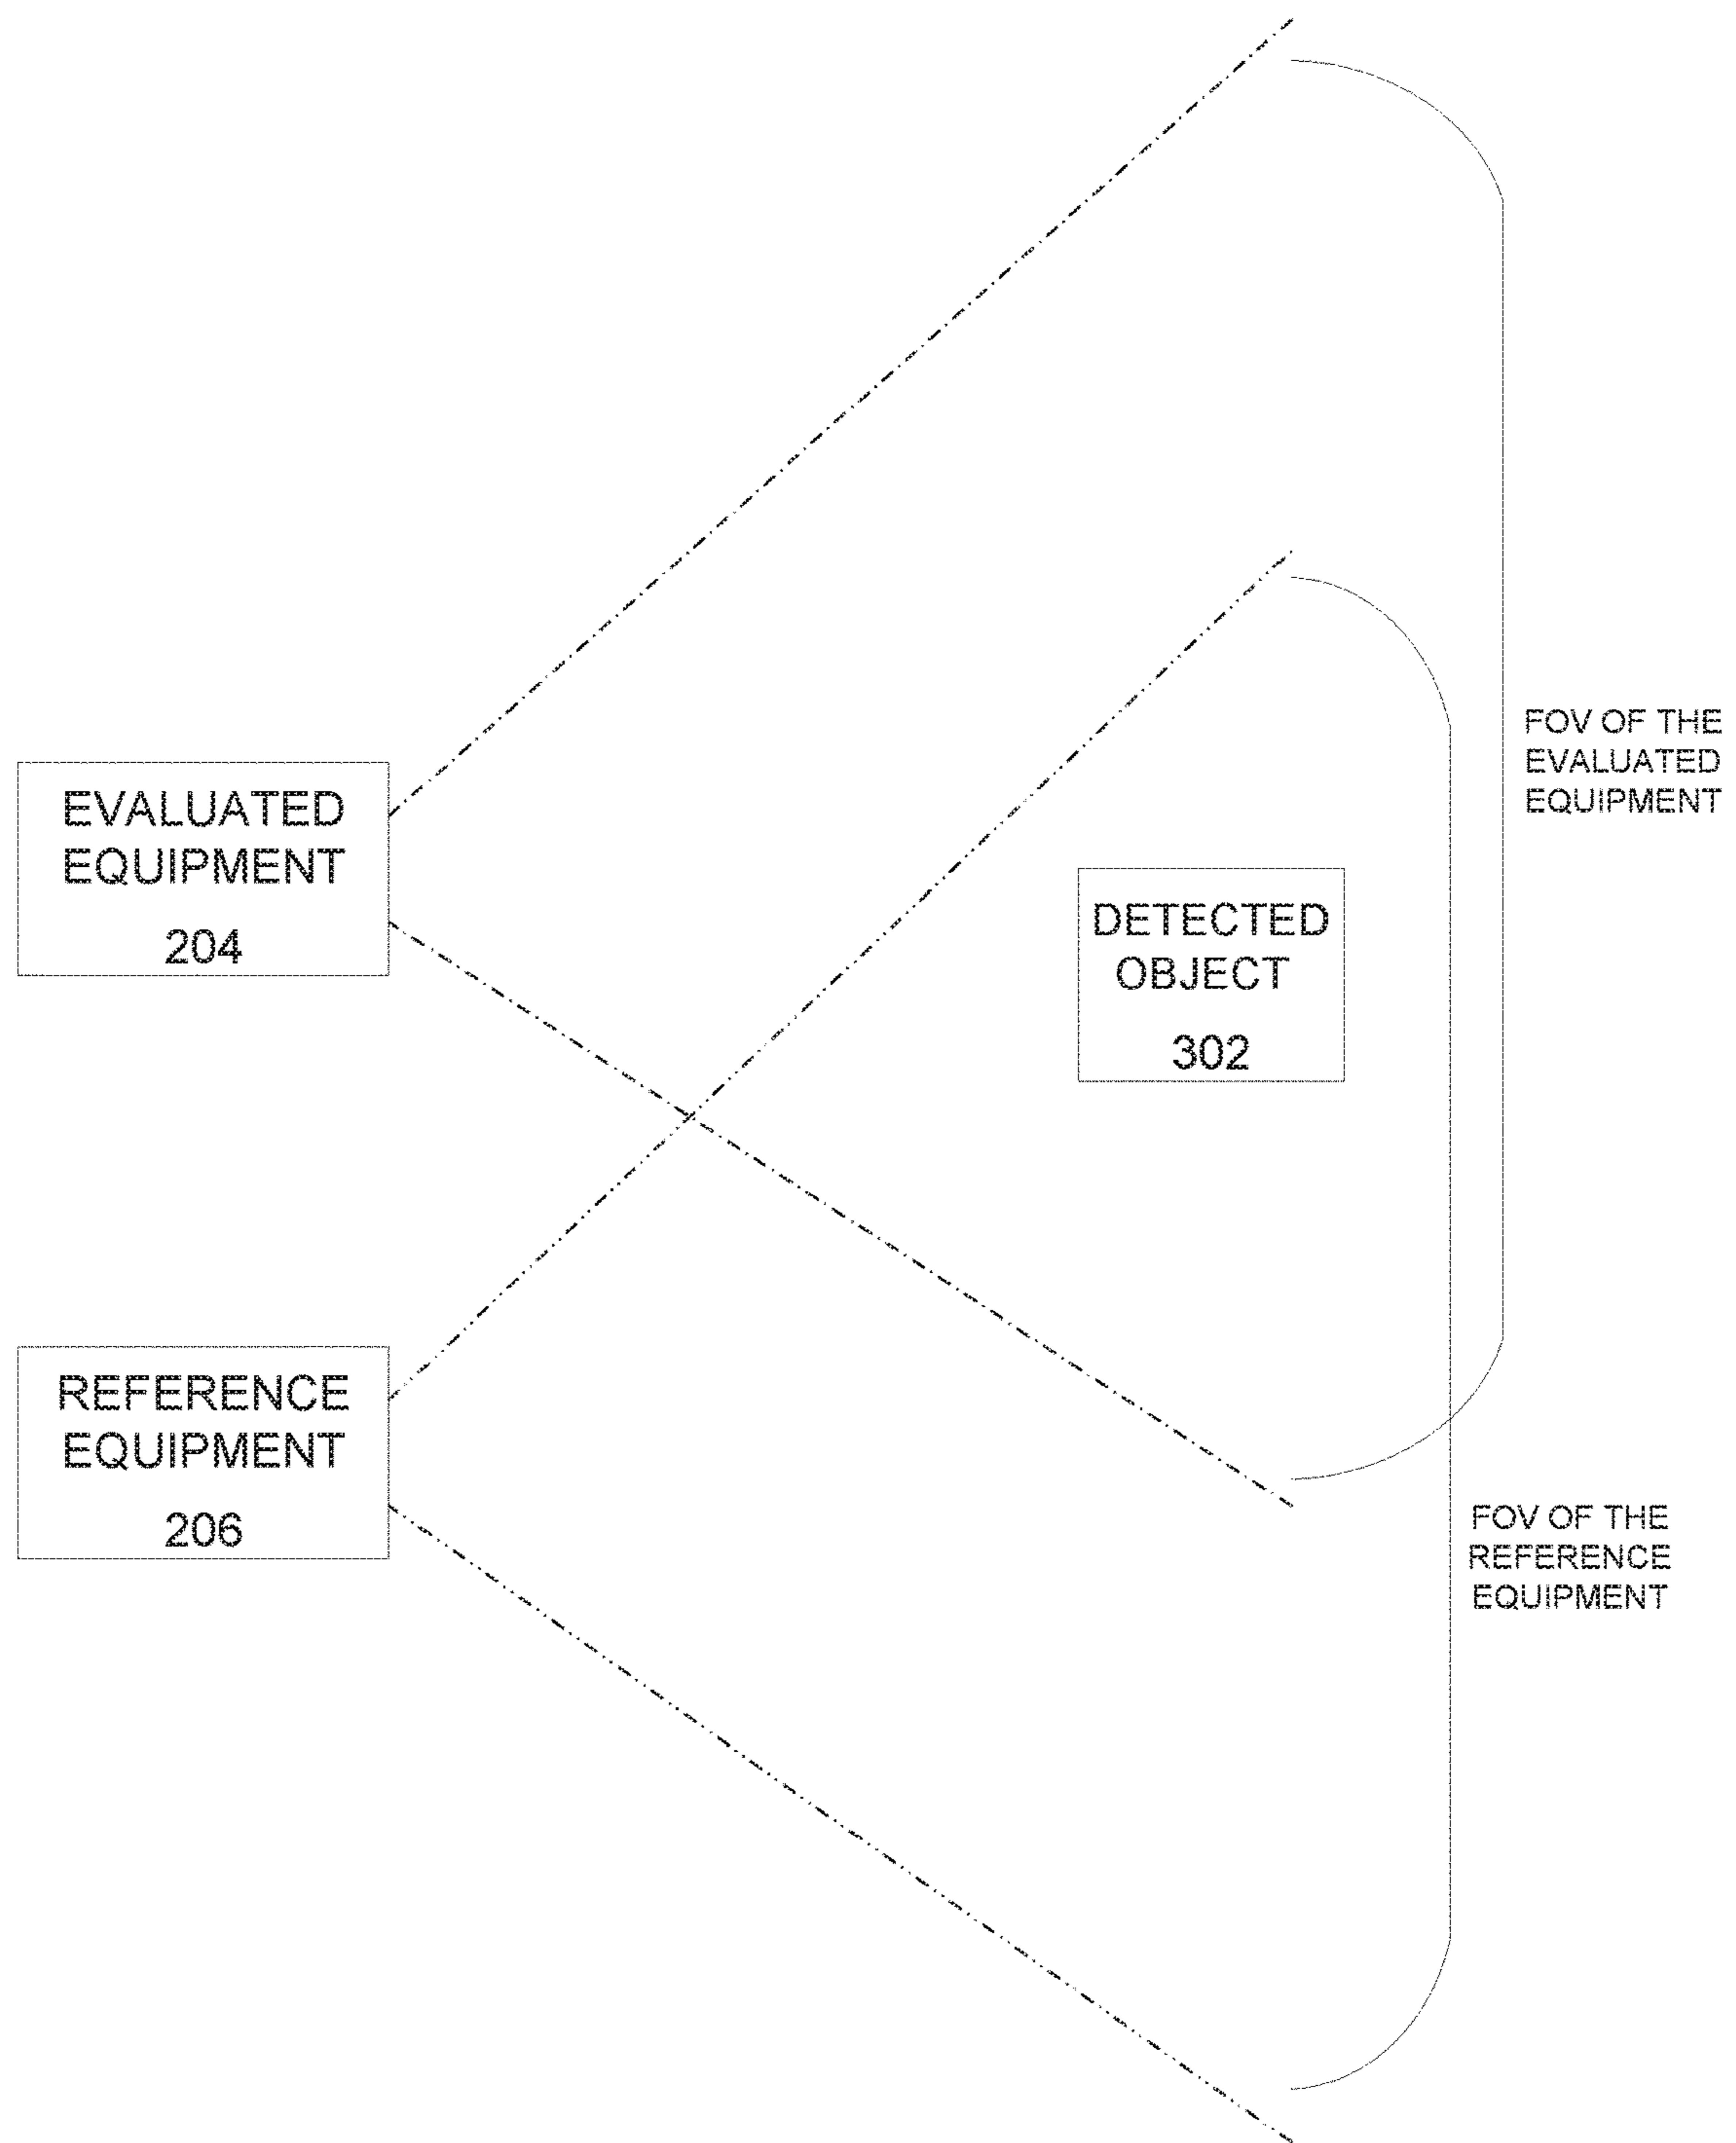 FOV OF THE
EVALUATED
EQUIPMENT
EVALUATED
EQUIPMENT
204
DETECTED
OBJECT
302
REFERENCE
EQUIPMENT
206
FOV OF THE
REFERENCE
EQUIPMENT